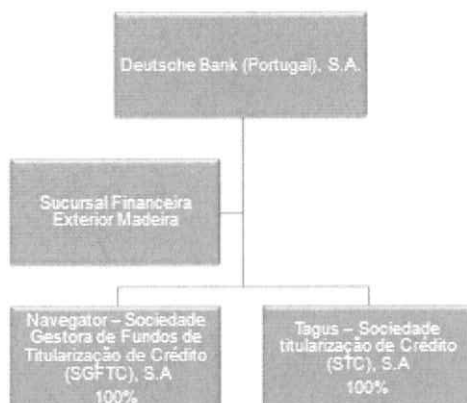 Deutsche Bank (Portugal), S.A.
Sucursal Financeira
Exterior Madeira
Navegator – Sociedade
Gestora de Fundos de
Titularização de Crédito
(SGFTC), S.A
100%
Tagus – Sociedade
titularização de Crédito
(STC), S.A
100%